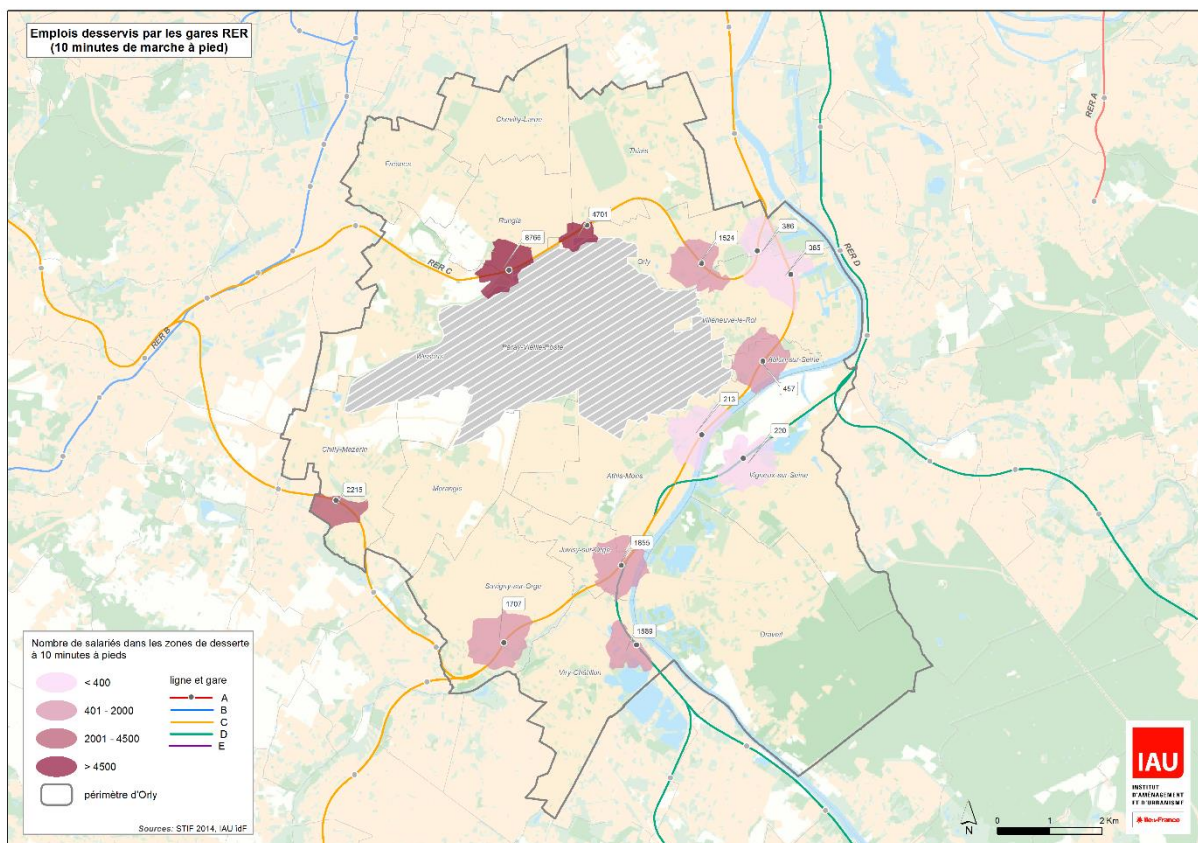 Emplois desservis par les gares RER
(10 minutes de marche à pied)
RER A
Chevilly-Larue
Thiais
Fresnes
Rungis
4701
8766
1524
386
365
RER C
Orly
RER D
RER B
Villeneuve-le-Roi
Wissous
Paray-Vieille-Poste
Ablon-sur-Seine
457
213
220
Chilly-Mazarin
Athis-Mons
Vigneux-sur-Seine
Morangis
2215
Juvisy-sur-Orge
1855
Savigny-sur-Orge
1707
1589
Draveil
Viry-Châtillon
Nombre de salariés dans les zones de desserte
à 10 minutes à pieds
< 400
401 - 2000
2001 - 4500
> 4500
périmètre d'Orly
ligne et gare
A
B
C
D
E
Sources: STIF 2014, IAU îdF
N
0 1 2 Km
IAU
INSTITUT
D'AMÉNAGEMENT
ET D'URBANISME
îledeFrance